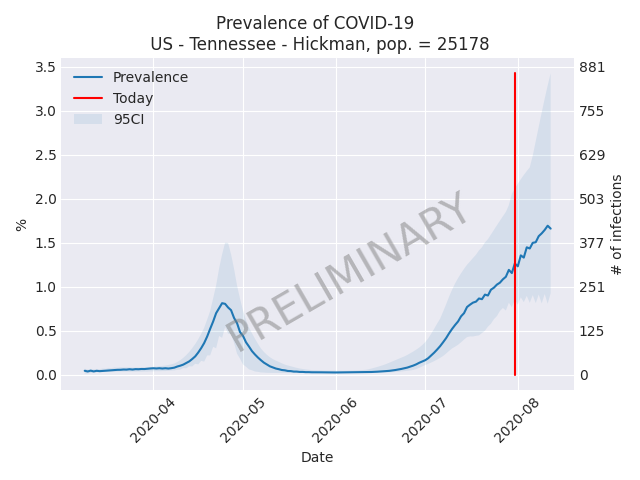 Prevalence of COVID-19
US - Tennessee - Hickman, pop. = 25178
Prevalence
Today
95CI
PRELIMINARY
%
3.5
3.0
2.5
2.0
1.5
1.0
0.5
0.0
881
755
629
503
377
251
125
0
# of infections
2020-04
2020-05
2020-06
2020-07
2020-08
Date